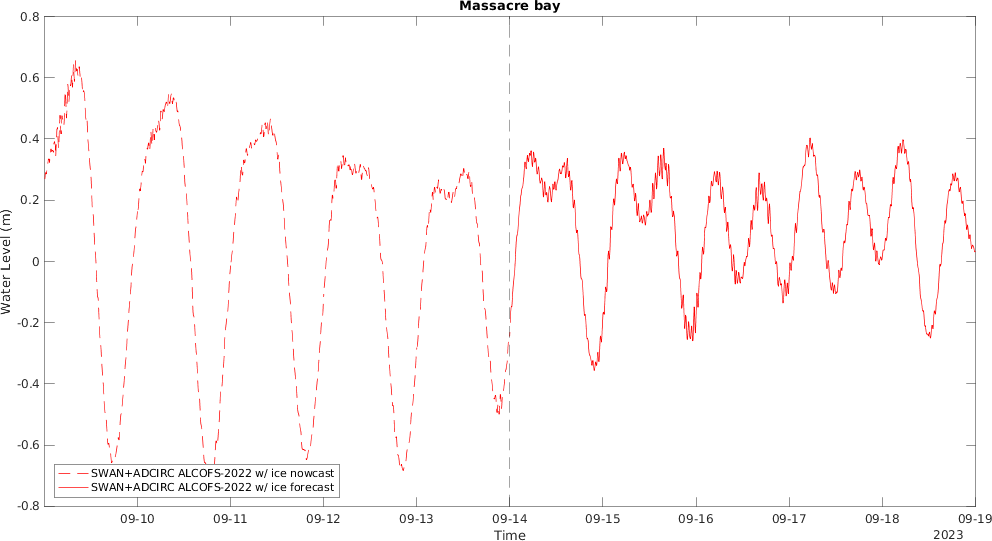 Massacre bay
0.8
0.6
0.4
0.2
0
-0.2
-0.4
-0.6
-0.8
Water Level (m)
SWAN+ADCIRC ALCOFS-2022 w/ ice nowcast
SWAN+ADCIRC ALCOFS-2022 w/ ice forecast
09-10 09-11 09-12 09-13 09-14 09-15 09-16 09-17 09-18 09-19
Time
2023